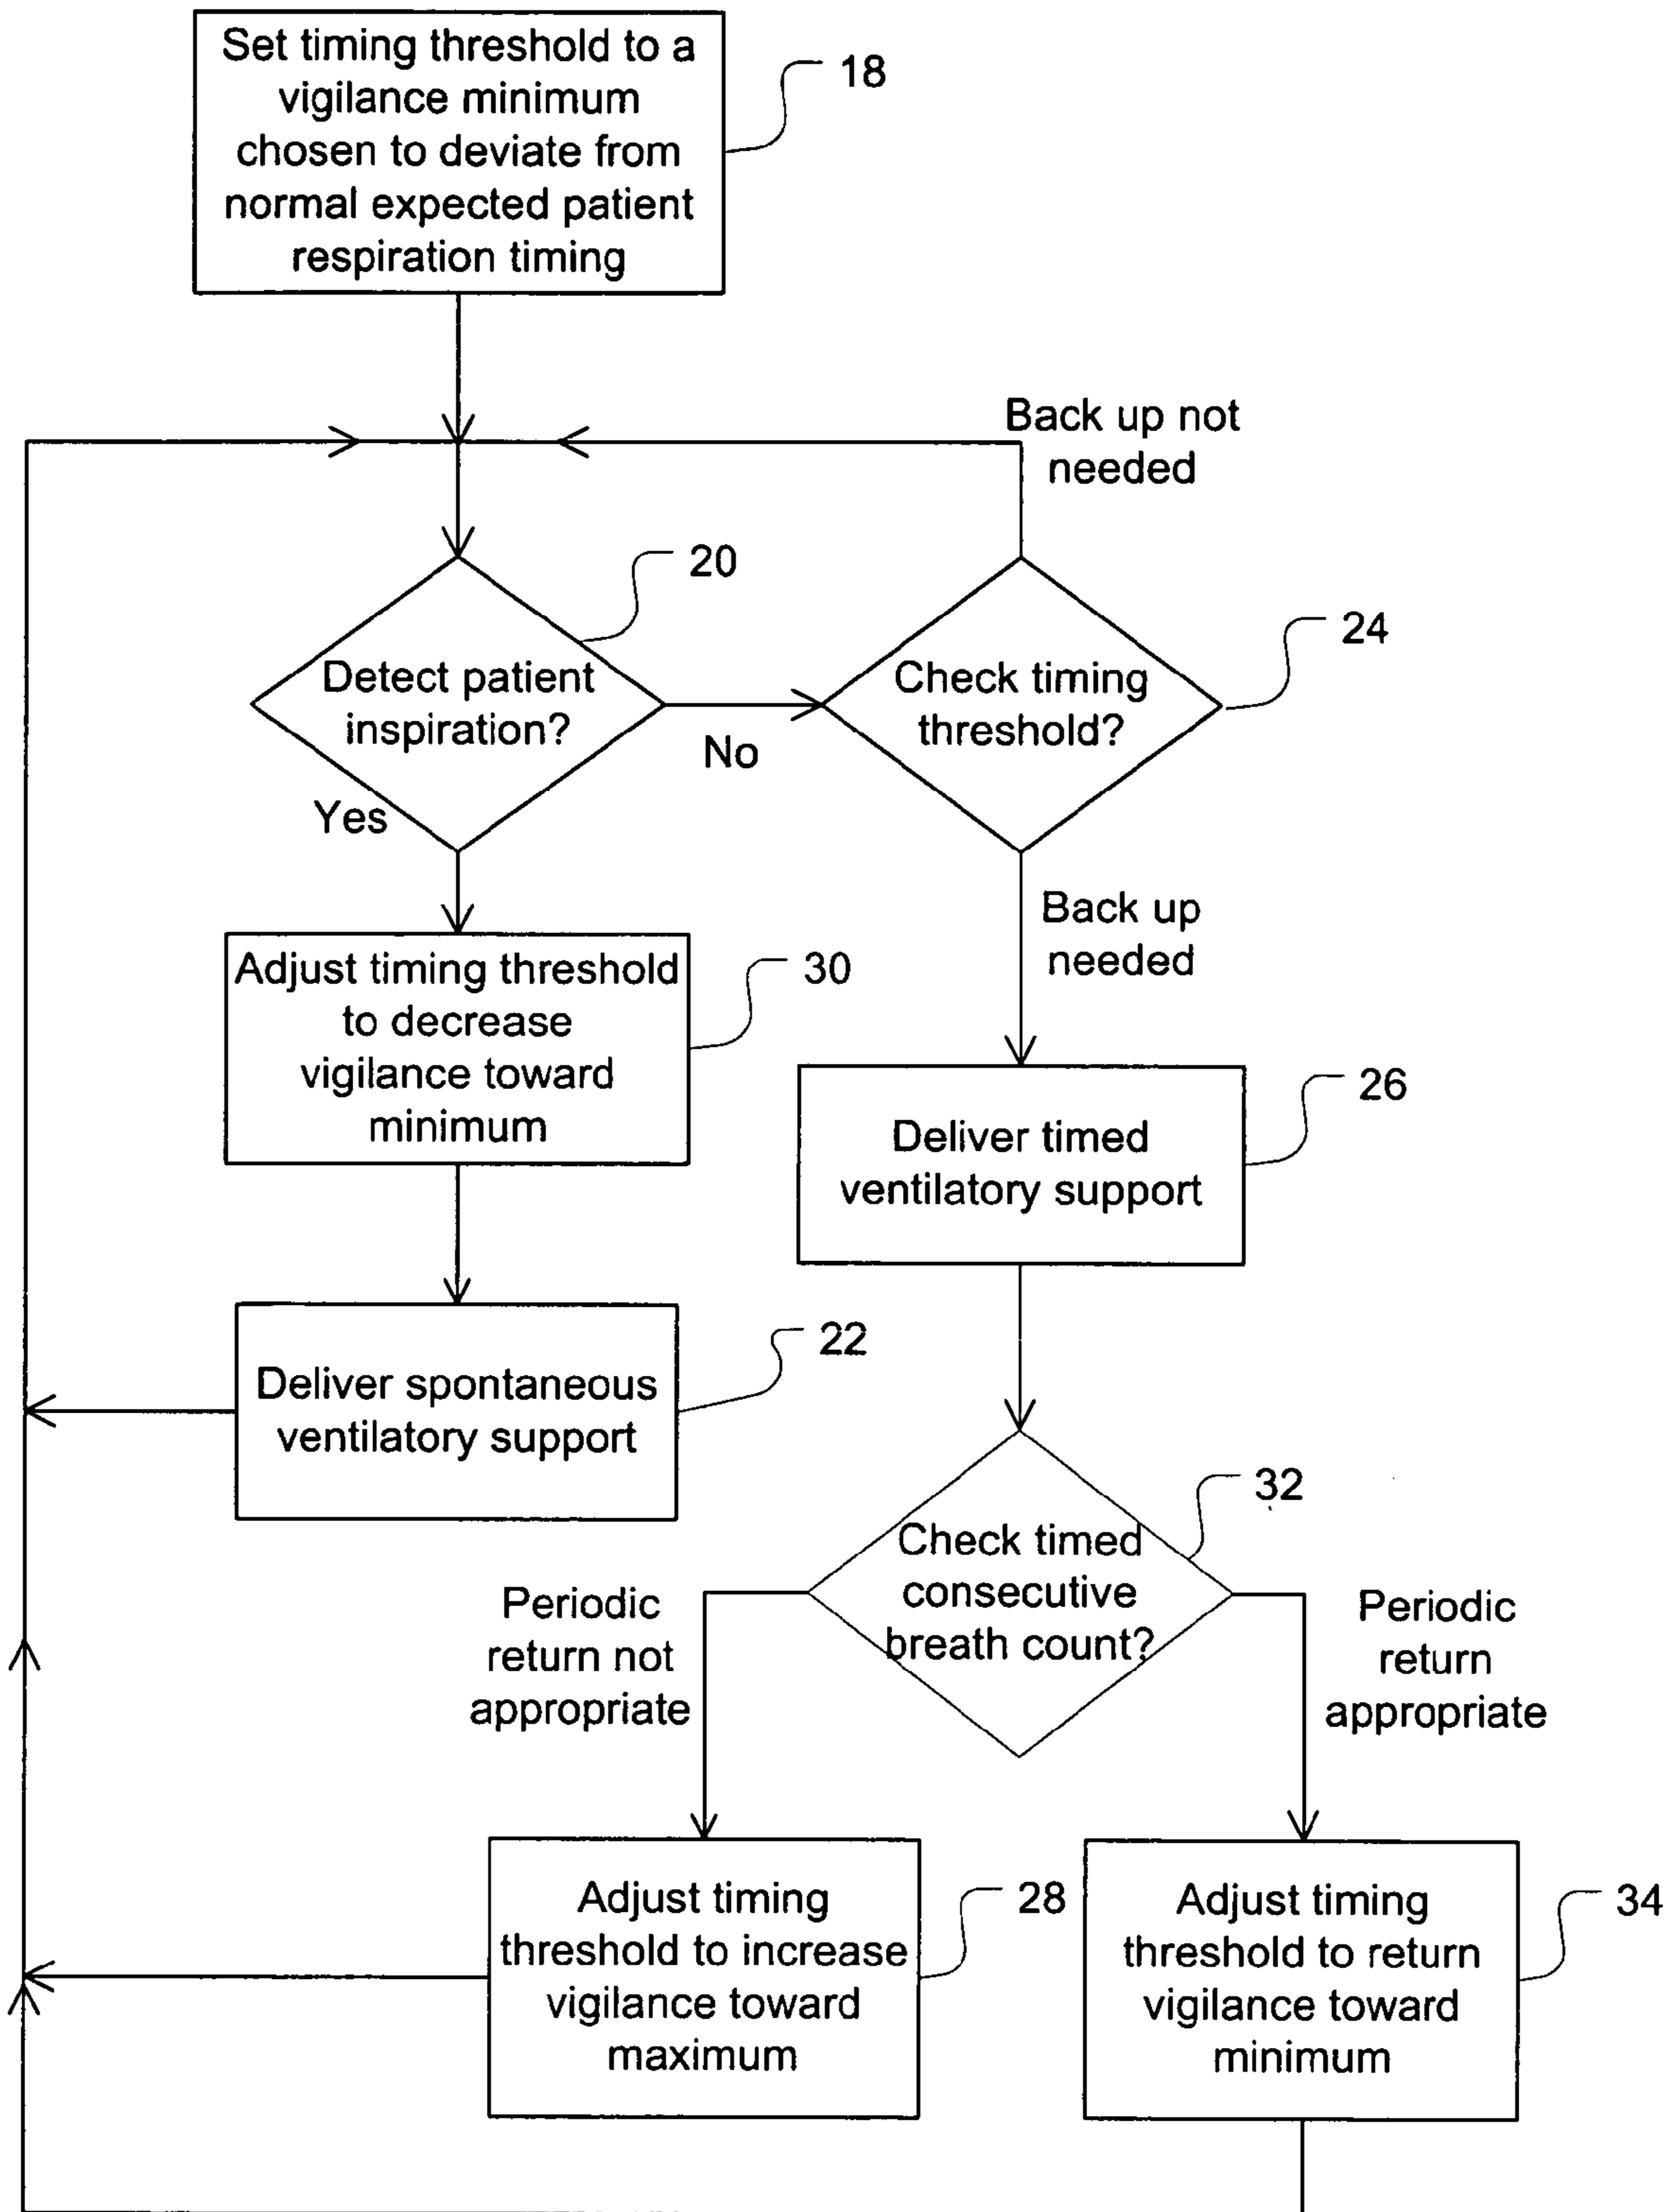 Set timing threshold to a
vigilance minimum
chosen to deviate from
normal expected patient
respiration timing
18
Back up not
needed
20
Detect patient
inspiration?
No
Yes
24
Check timing
threshold?
Back up
needed
Adjust timing threshold
to decrease
vigilance toward
minimum
30
Deliver timed
ventilatory support
26
Deliver spontaneous
ventilatory support
22
Check timed
consecutive
breath count?
32
Periodic
return not
appropriate
Periodic
return
appropriate
Adjust timing
threshold to increase
vigilance toward
maximum
28
Adjust timing
threshold to return
vigilance toward
minimum
34